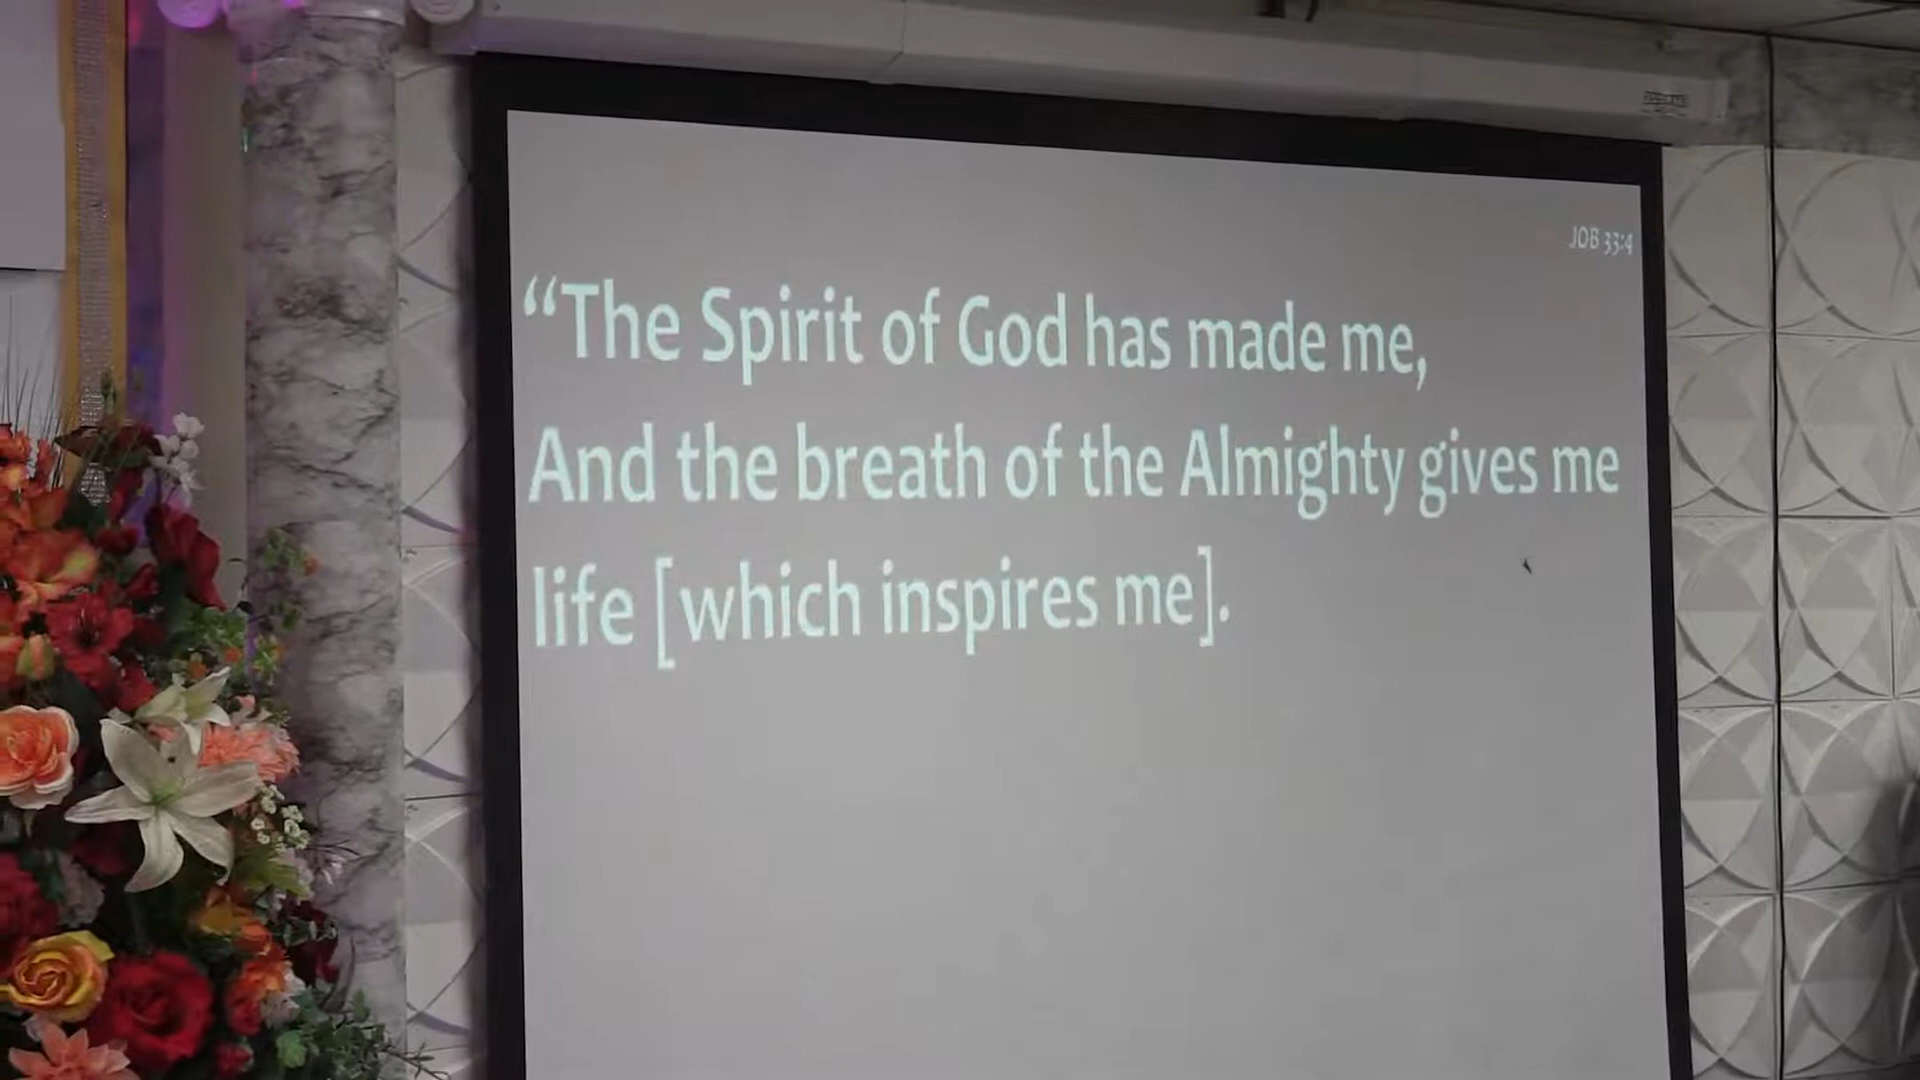 JOB 33:4
“The Spirit of God has made me,
And the breath of the Almighty gives me
life [which inspires me].